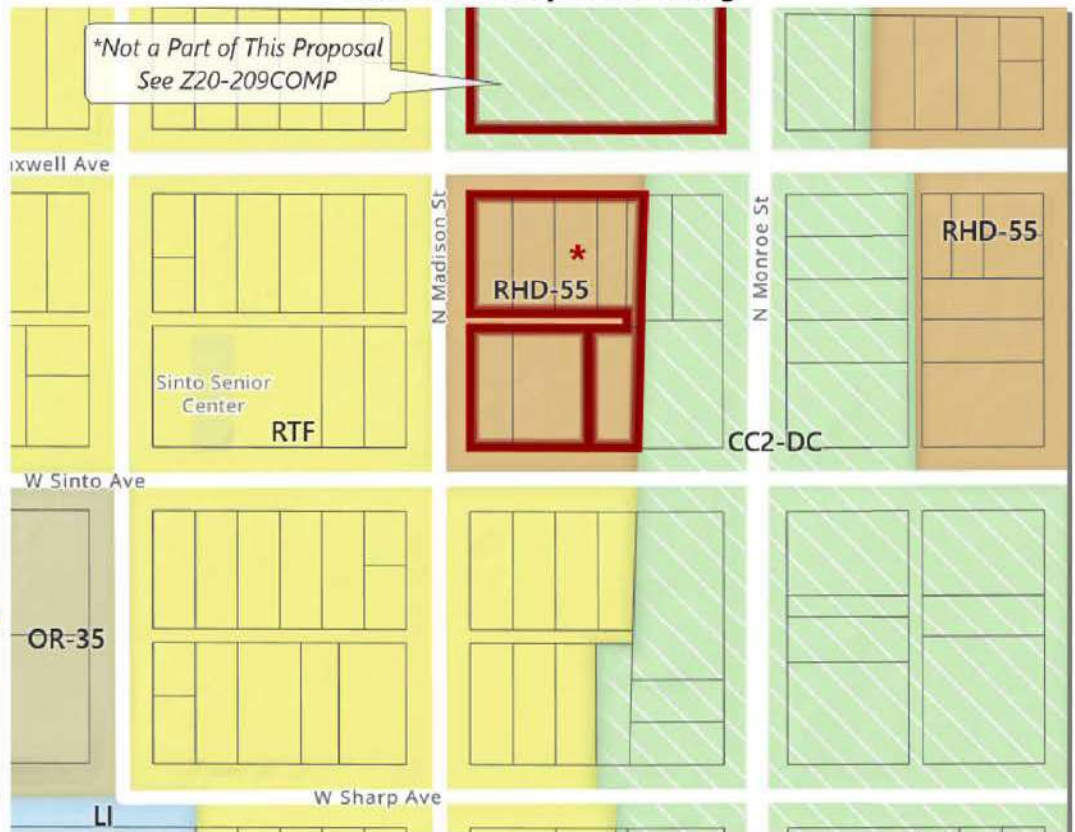 *Not a Part of This Proposal
See Z20-209COMP
axwell Ave
N Madison St
N Monroe St
RHD-55
*
RHD-55
Sinto Senior
Center
RTF
CC2-DC
W Sinto Ave
OR-35
W Sharp Ave
LI